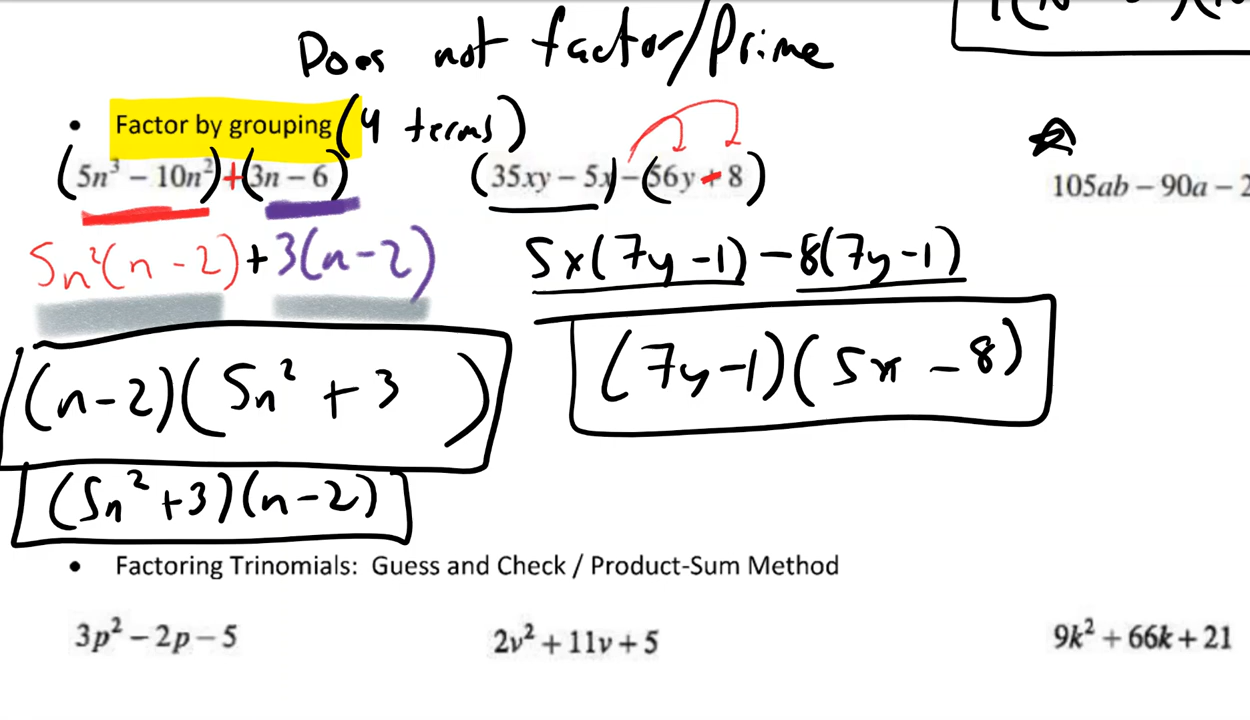 Does not factor/Prime
• Factor by grouping (4 terms)
(5n³ − 10n²) + (3n − 6)
(35xy − 5x) − (56y − 8)
105ab − 90a − 2
5n²(n − 2) + 3(n − 2)
5x(7y − 1) − 8(7y − 1)
(n − 2)(5n² + 3 )
(7y − 1)(5x − 8)
(5n² + 3)(n − 2)
• Factoring Trinomials: Guess and Check / Product-Sum Method
3p² − 2p − 5
2v² + 11v + 5
9k² + 66k + 21